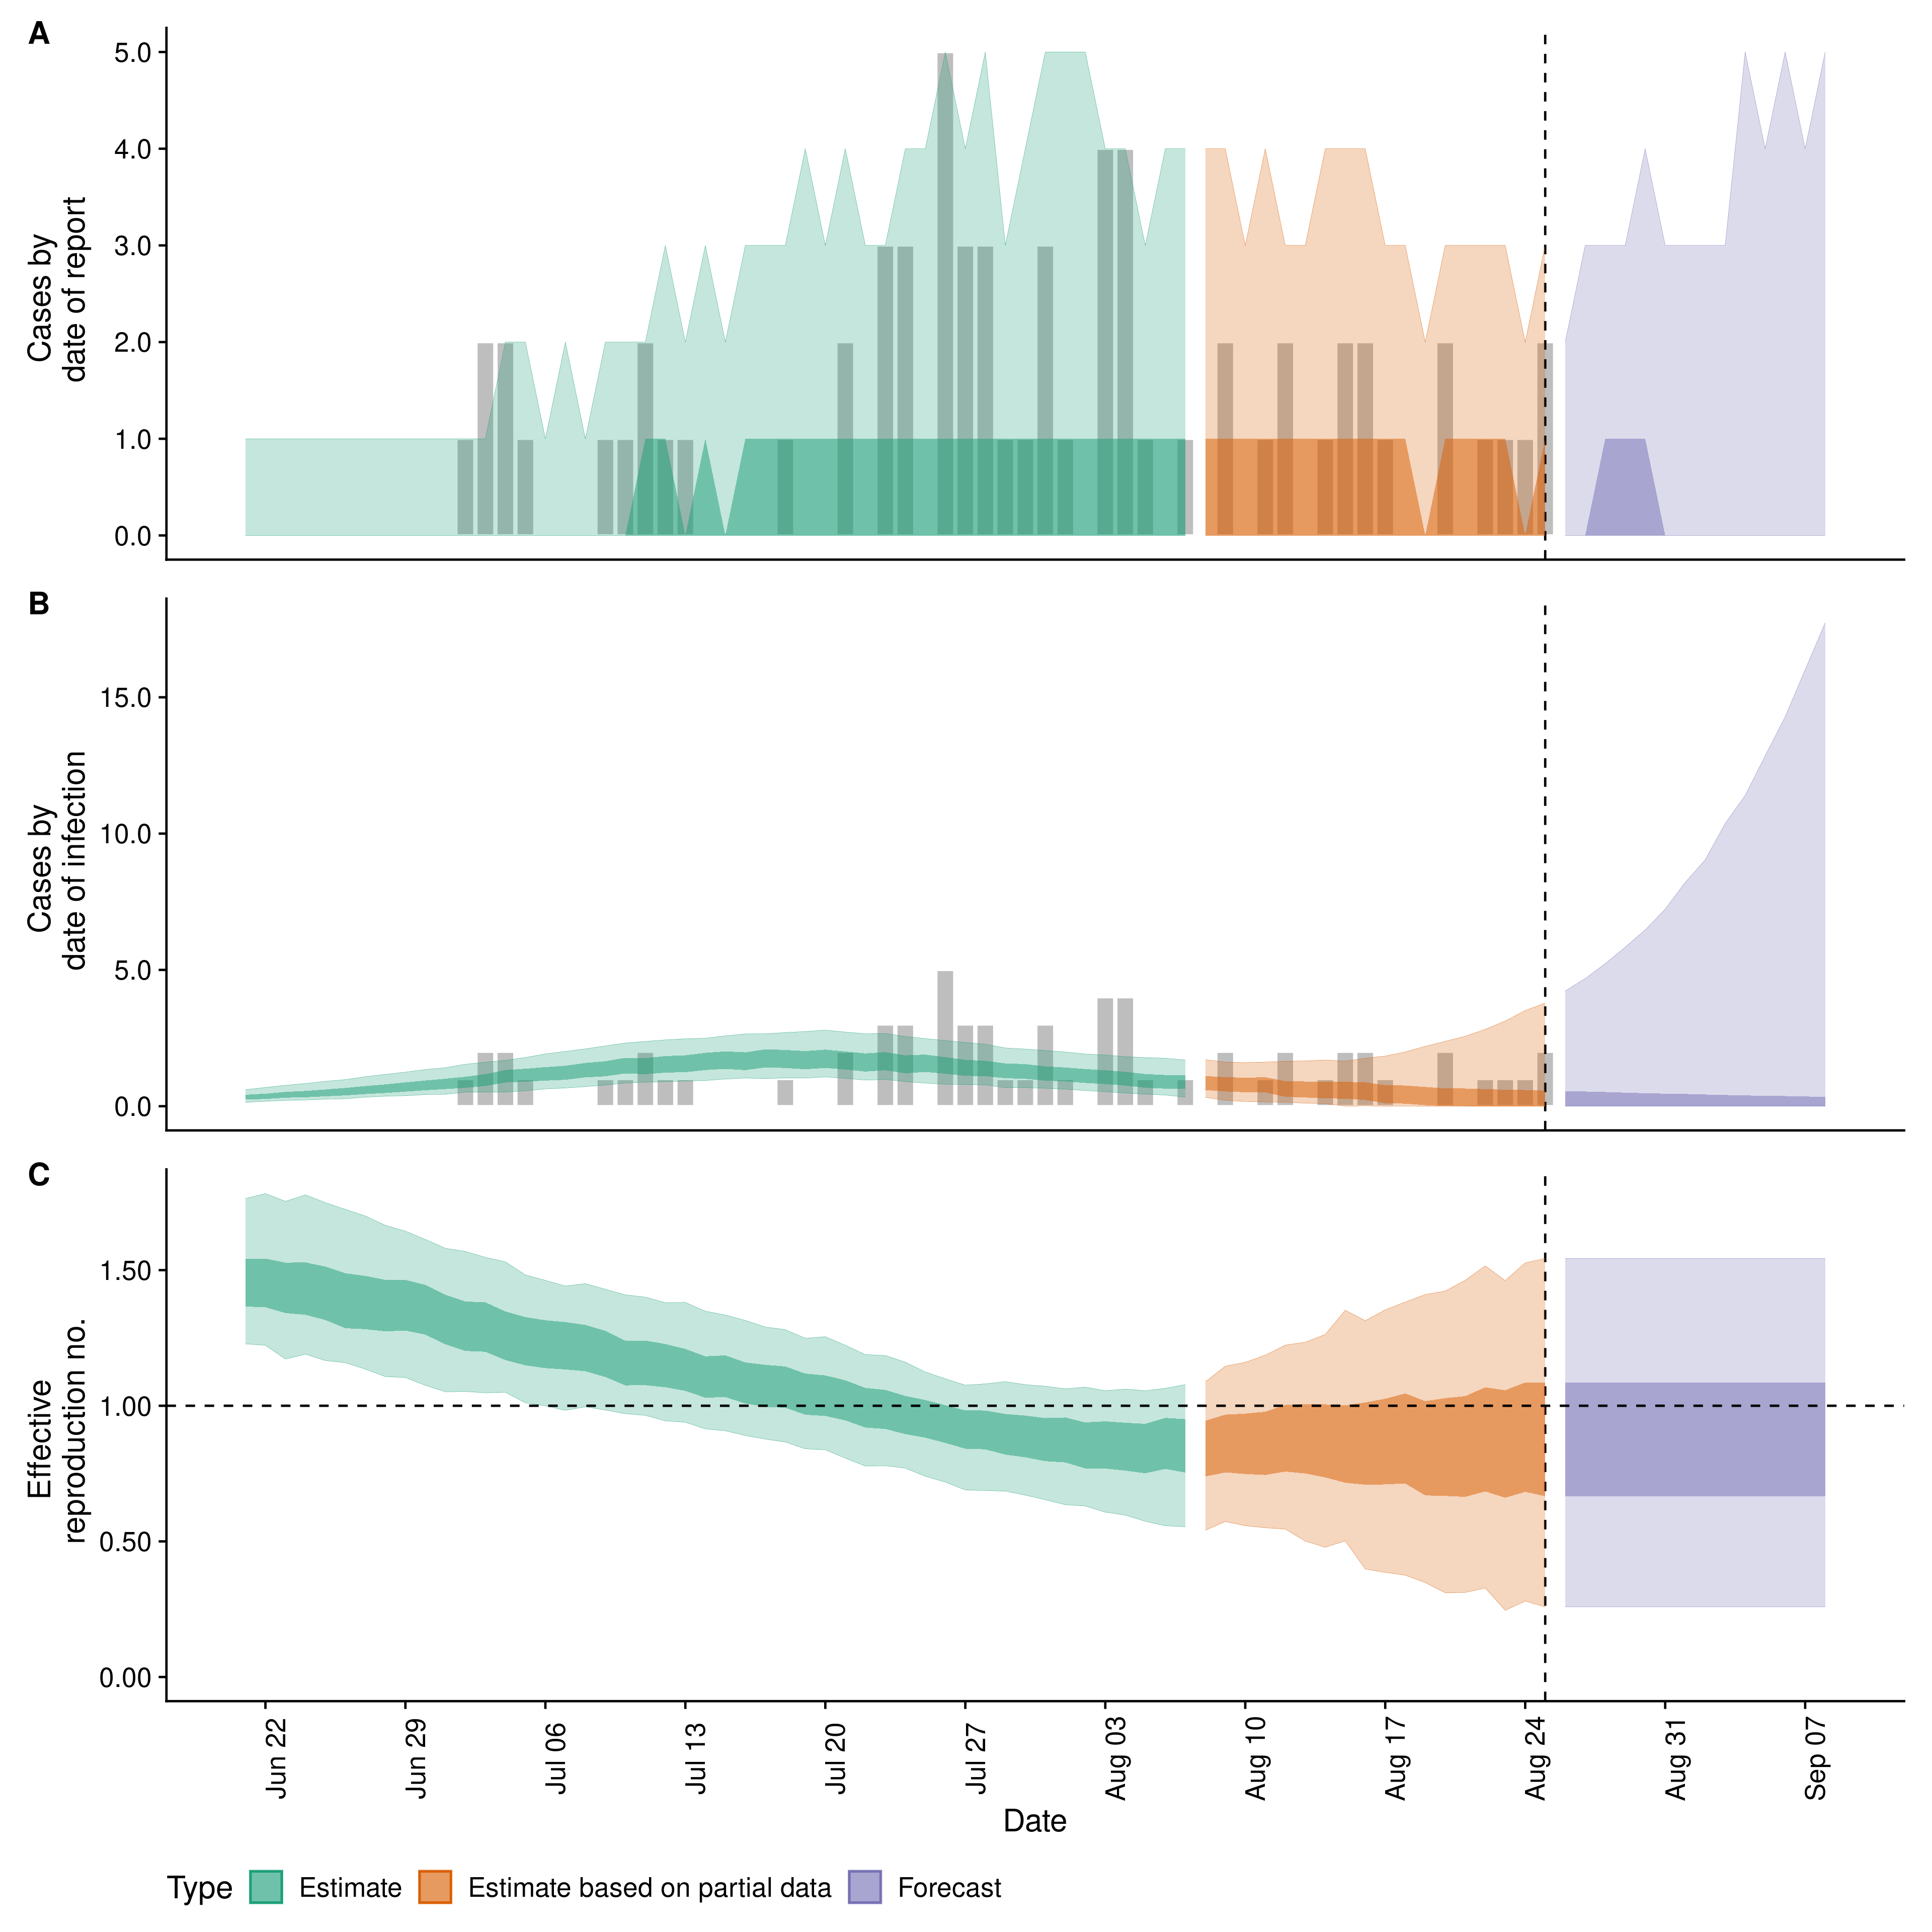 A
Cases by
date of report
5.0
4.0
3.0
2.0
1.0
0.0
B
Cases by
date of infection
15.0
10.0
5.0
0.0
C
Effective
reproduction no.
1.50
1.00
0.50
0.00
Jun 22
Jun 29
Jul 06
Jul 13
Jul 20
Jul 27
Aug 03
Aug 10
Aug 17
Aug 24
Aug 31
Sep 07
Date
Type Estimate Estimate based on partial data Forecast